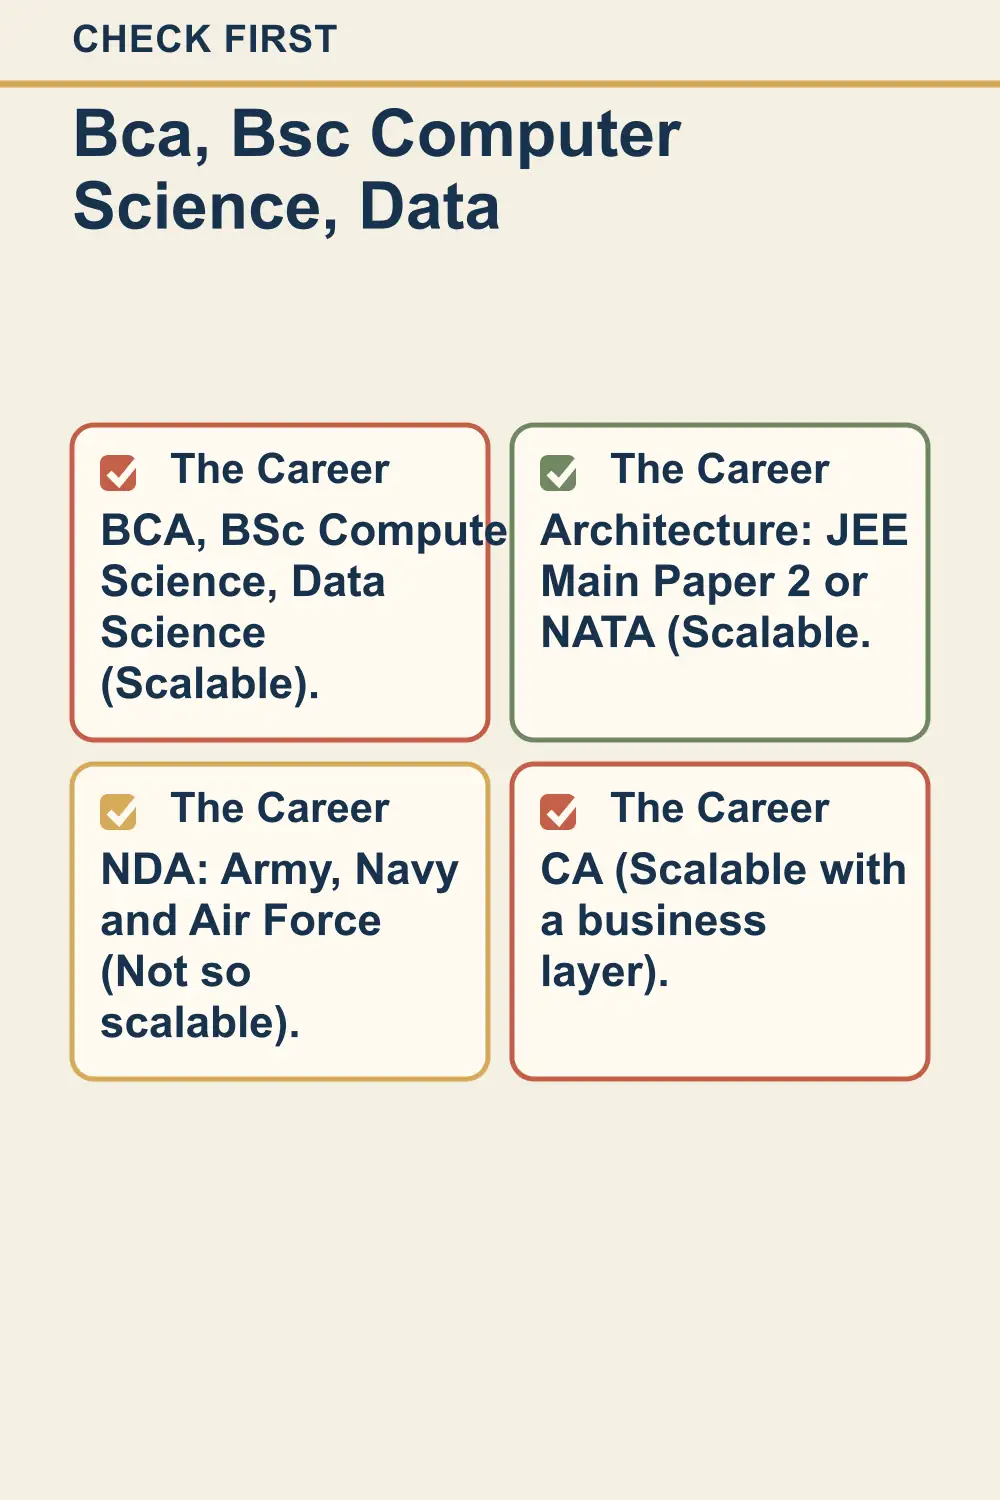 CHECK FIRST
Bca, Bsc Computer
Science, Data
The Career
BCA, BSc Compute
Science, Data
Science
(Scalable).
The Career
Architecture: JEE
Main Paper 2 or
NATA (Scalable.
The Career
NDA: Army, Navy
and Air Force
(Not so
scalable).
The Career
CA (Scalable with
a business
layer).